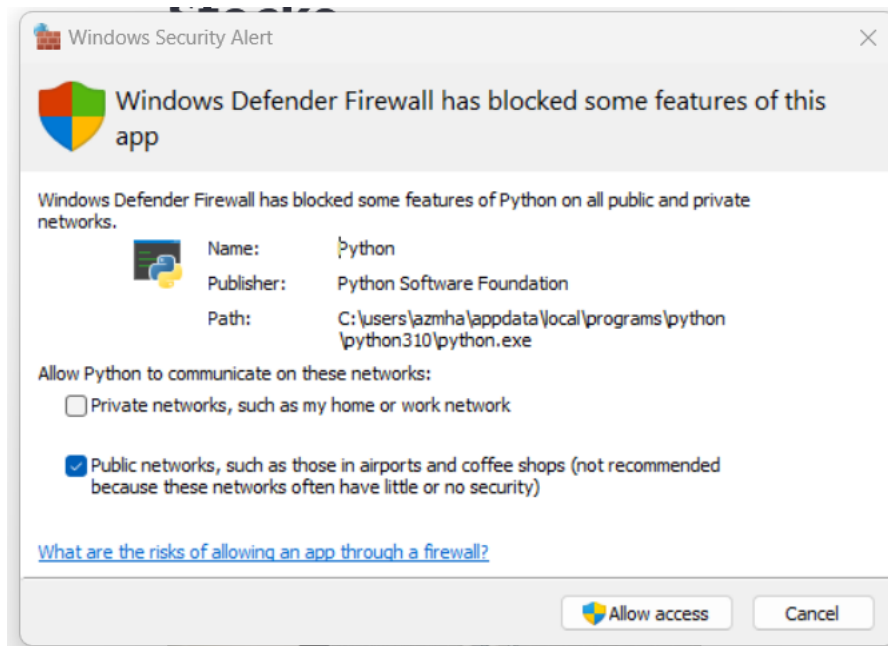 Windows Security Alert
Windows Defender Firewall has blocked some features of this
app
Windows Defender Firewall has blocked some features of Python on all public and private
networks.
Name: Python
Publisher: Python Software Foundation
Path: C:\users\azmha\appdata\local\programs\python
\python310\python.exe
Allow Python to communicate on these networks:
Private networks, such as my home or work network
Public networks, such as those in airports and coffee shops (not recommended
because these networks often have little or no security)
What are the risks of allowing an app through a firewall?
Allow access Cancel